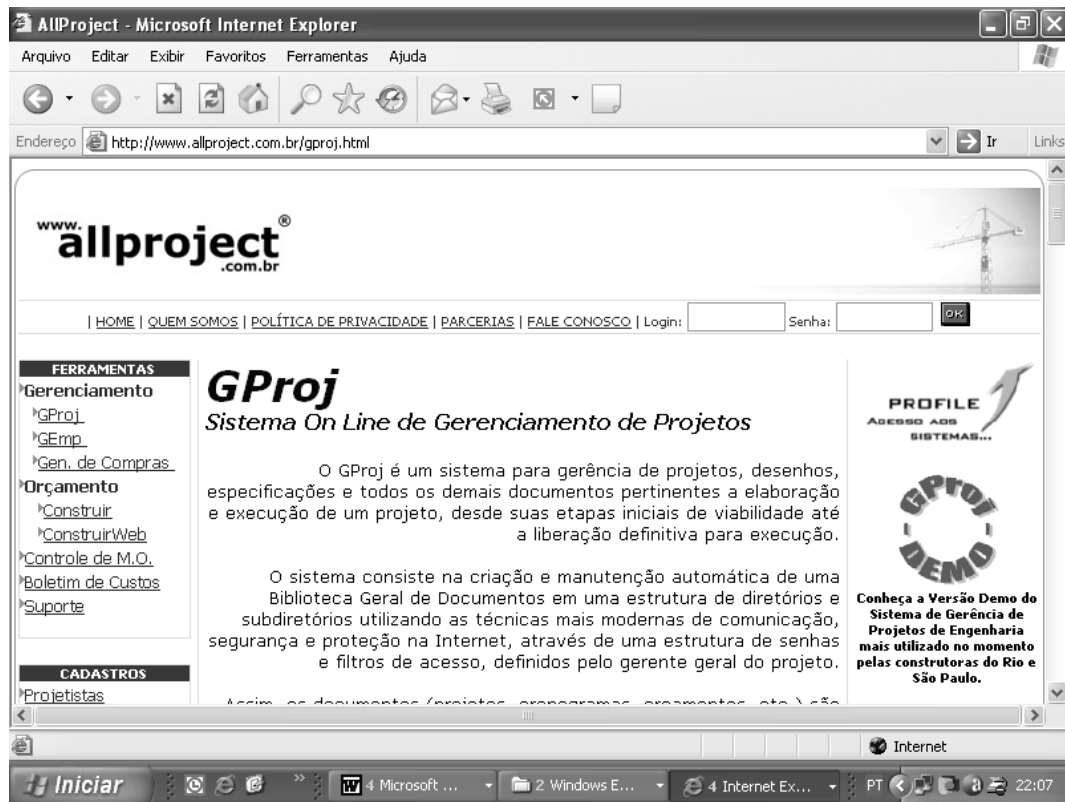 AllProject - Microsoft Internet Explorer
Arquivo Editar Exibir Favoritos Ferramentas Ajuda
Endereço http://www.allproject.com.br/gproj.html Ir Links
www.allproject®
.com.br
| HOME | QUEM SOMOS | POLÍTICA DE PRIVACIDADE | PARCERIAS | FALE CONOSCO | Login: Senha: OK
FERRAMENTAS
Gerenciamento
GProj
GEmp
Gen. de Compras
Orçamento
Construir
ConstruirWeb
Controle de M.O.
Boletim de Custos
Suporte
CADASTROS
Projetistas
GProj
Sistema On Line de Gerenciamento de Projetos
O GProj é um sistema para gerência de projetos, desenhos,
especificações e todos os demais documentos pertinentes a elaboração
e execução de um projeto, desde suas etapas iniciais de viabilidade até
a liberação definitiva para execução.
O sistema consiste na criação e manutenção automática de uma
Biblioteca Geral de Documentos em uma estrutura de diretórios e
subdiretórios utilizando as técnicas mais modernas de comunicação,
segurança e proteção na Internet, através de uma estrutura de senhas
e filtros de acesso, definidos pelo gerente geral do projeto.
Assim, os documentos (projetos, cronogramas, orçamentos, etc.) são
PROFILE
ACESSO AOS
SISTEMAS...
GProj
DEMO
Conheça a Versão Demo do
Sistema de Gerência de
Projetos de Engenharia
mais utilizado no momento
pelas construtoras do Rio e
São Paulo.
Internet
Iniciar 4 Microsoft ... 2 Windows E... 4 Internet Ex... PT 22:07